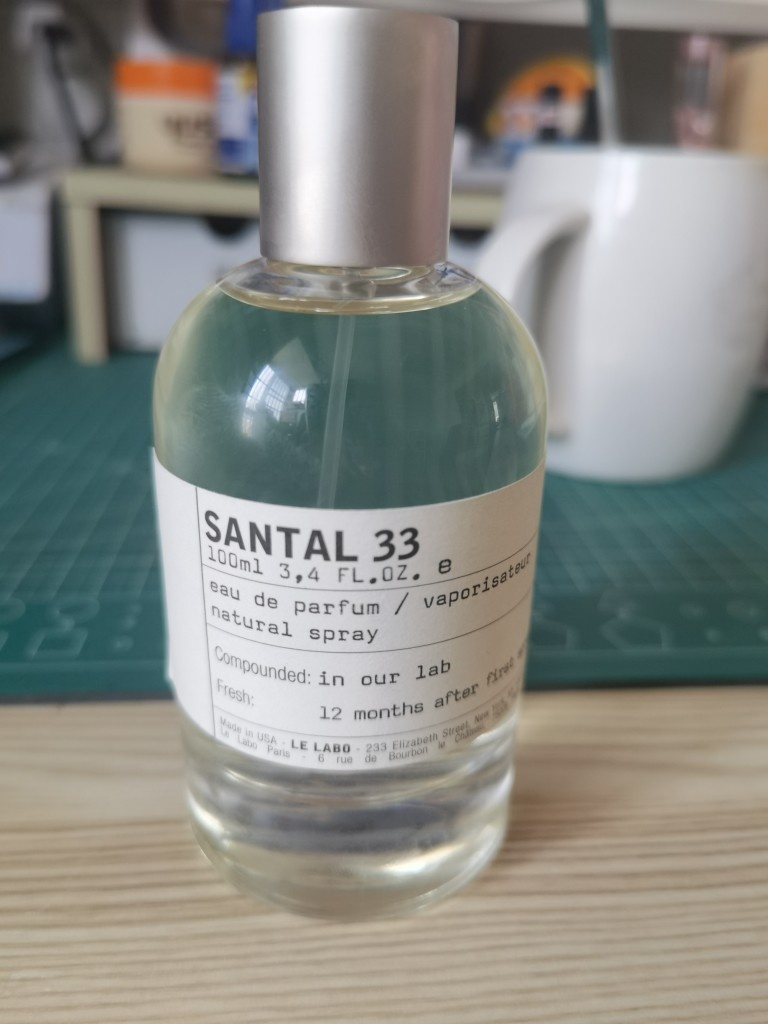 SANTAL 33
100ml 3,4 FL.OZ. e
eau de parfum / vaporisateur
natural spray
Compounded: in our lab
Fresh: 12 months after first
Made in USA - LE LABO - 233 Elizabeth Street, New
Le Labo Paris - 6 rue de Bourbon le Château